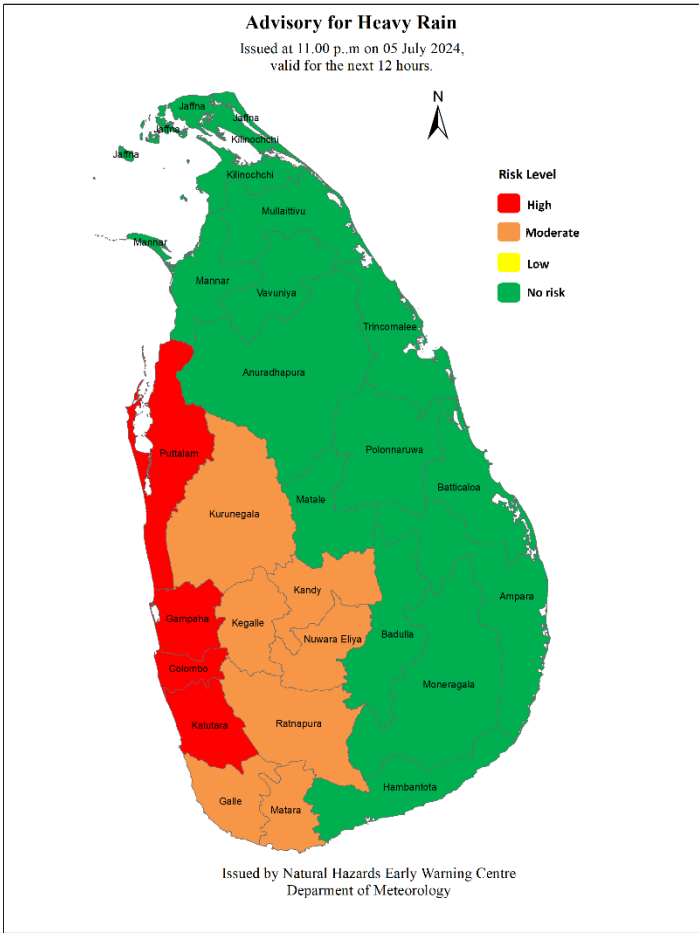 Advisory for Heavy Rain
Issued at 11.00 p..m on 05 July 2024,
valid for the next 12 hours.
N
Risk Level
High
Moderate
Low
No risk
Jaffna
Jaffna
Jaffna
Kilinochchi
Jaffna
Kilinochchi
Mullaittivu
Mannar
Mannar
Vavuniya
Trincomalee
Anuradhapura
Puttalam
Polonnaruwa
Batticaloa
Matale
Kurunegala
Kandy
Ampara
Gampaha
Kegalle
Nuwara Eliya
Badulla
Colombo
Moneragala
Kalutara
Ratnapura
Hambantota
Galle
Matara
Issued by Natural Hazards Early Warning Centre
Deparment of Meteorology